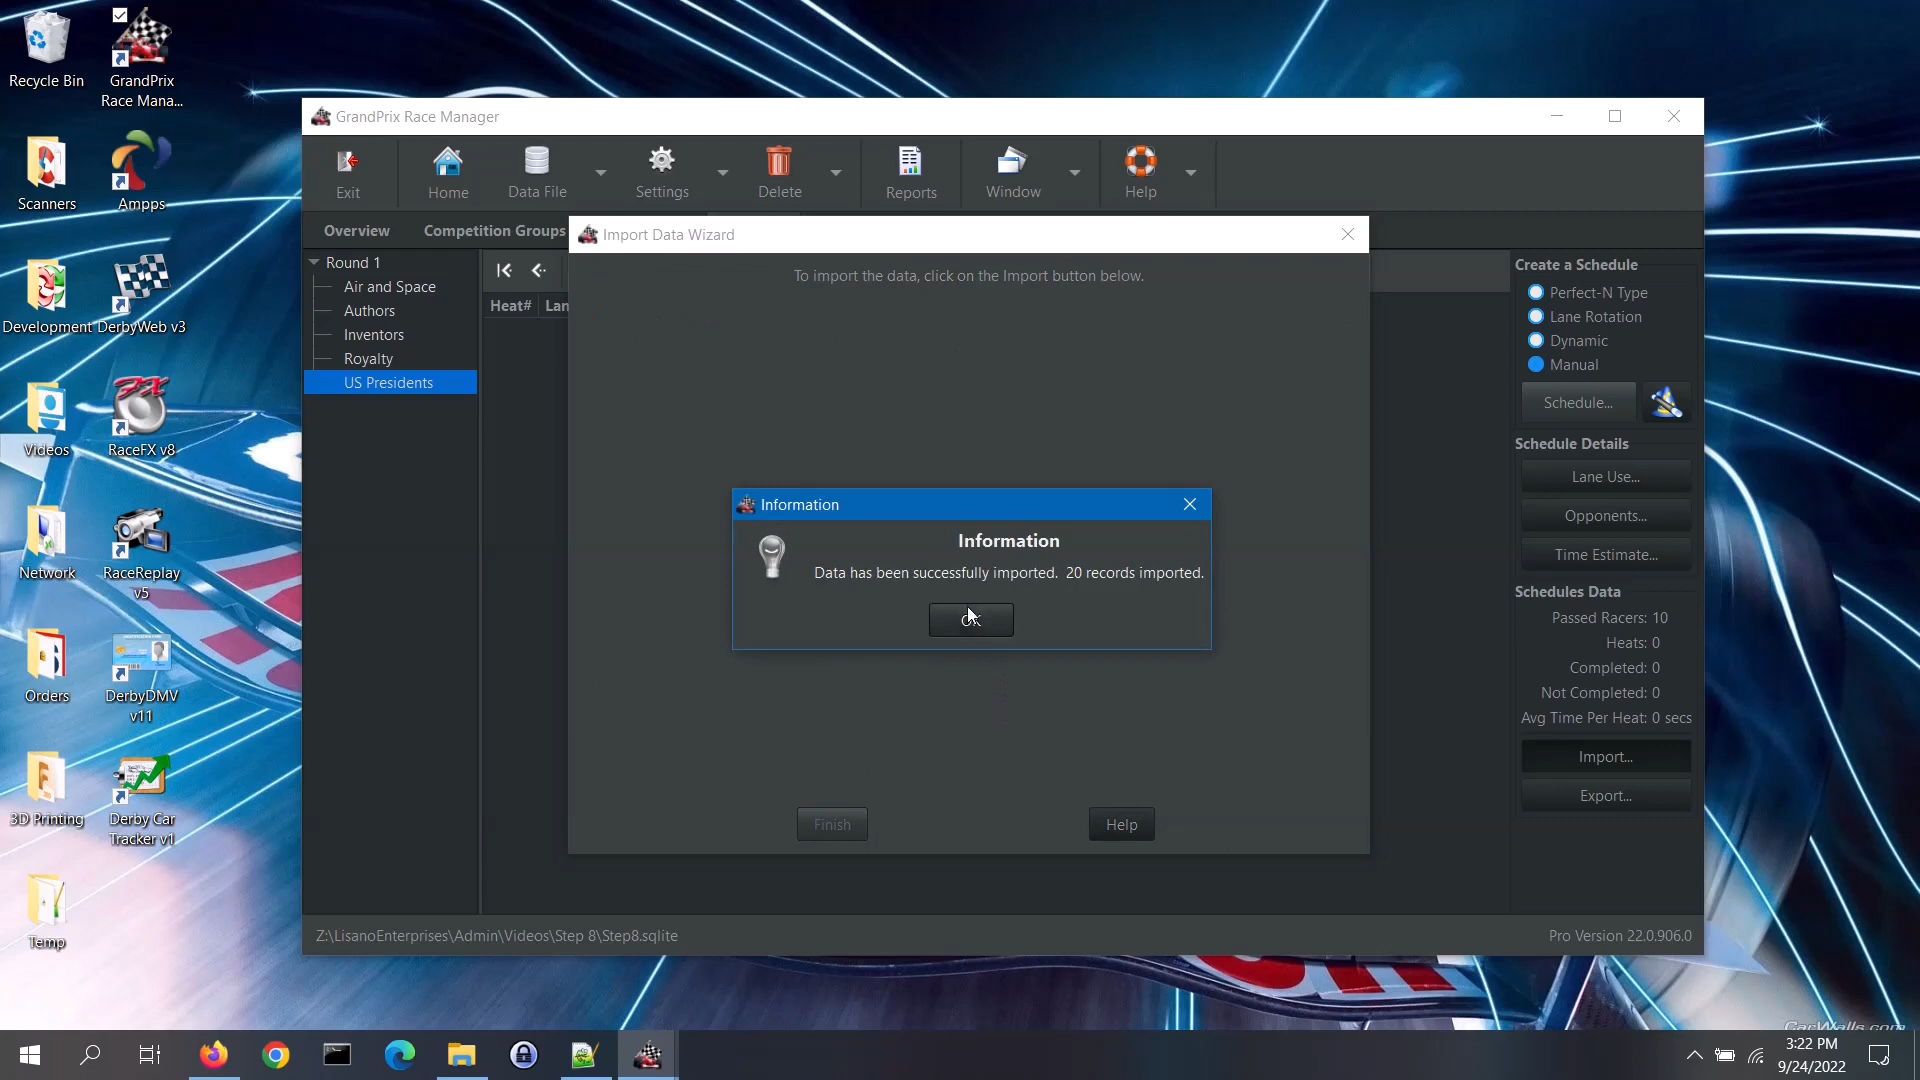 Recycle Bin
GrandPrix
Race Mana...
Scanners
Ampps
Development
DerbyWeb v3
Videos
RaceFX v8
Network
RaceReplay
v5
Orders
DerbyDMV
v11
3D Printing
Derby Car
Tracker v1
Temp
GrandPrix Race Manager
Exit
Home
Data File
Settings
Delete
Reports
Window
Help
Overview
Competition Groups
Round 1
Air and Space
Authors
Inventors
Royalty
US Presidents
Heat#
Lan
Import Data Wizard
To import the data, click on the Import button below.
Information
Information
Data has been successfully imported.  20 records imported.
Finish
Help
Create a Schedule
Perfect-N Type
Lane Rotation
Dynamic
Manual
Schedule...
Schedule Details
Lane Use...
Opponents...
Time Estimate...
Schedules Data
Passed Racers: 10
Heats: 0
Completed: 0
Not Completed: 0
Avg Time Per Heat: 0 secs
Import...
Export...
Z:\LisanoEnterprises\Admin\Videos\Step 8\Step8.sqlite
Pro Version 22.0.906.0
CarWalls.com
3:22 PM
9/24/2022